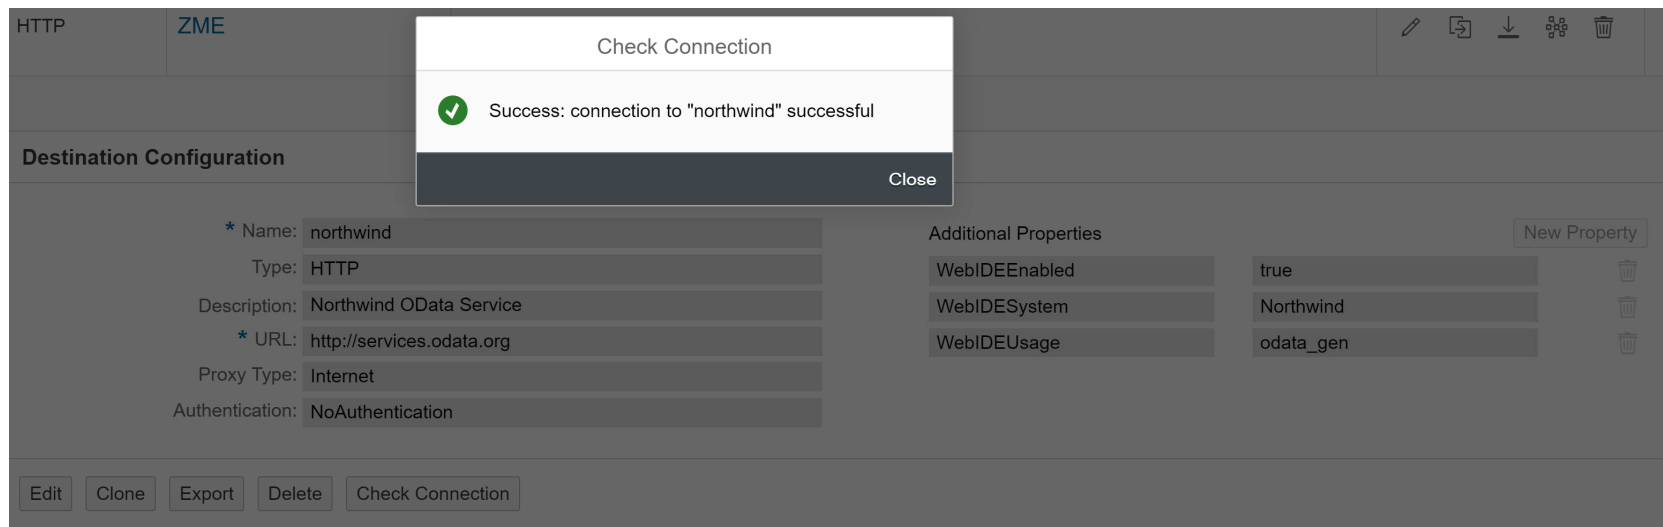 HTTP
ZME
Check Connection
Success: connection to "northwind" successful
Close
Destination Configuration
* Name: northwind
Type: HTTP
Description: Northwind OData Service
* URL: http://services.odata.org
Proxy Type: Internet
Authentication: NoAuthentication
Additional Properties
New Property
WebIDEEnabled true
WebIDESystem Northwind
WebIDEUsage odata_gen
Edit Clone Export Delete Check Connection